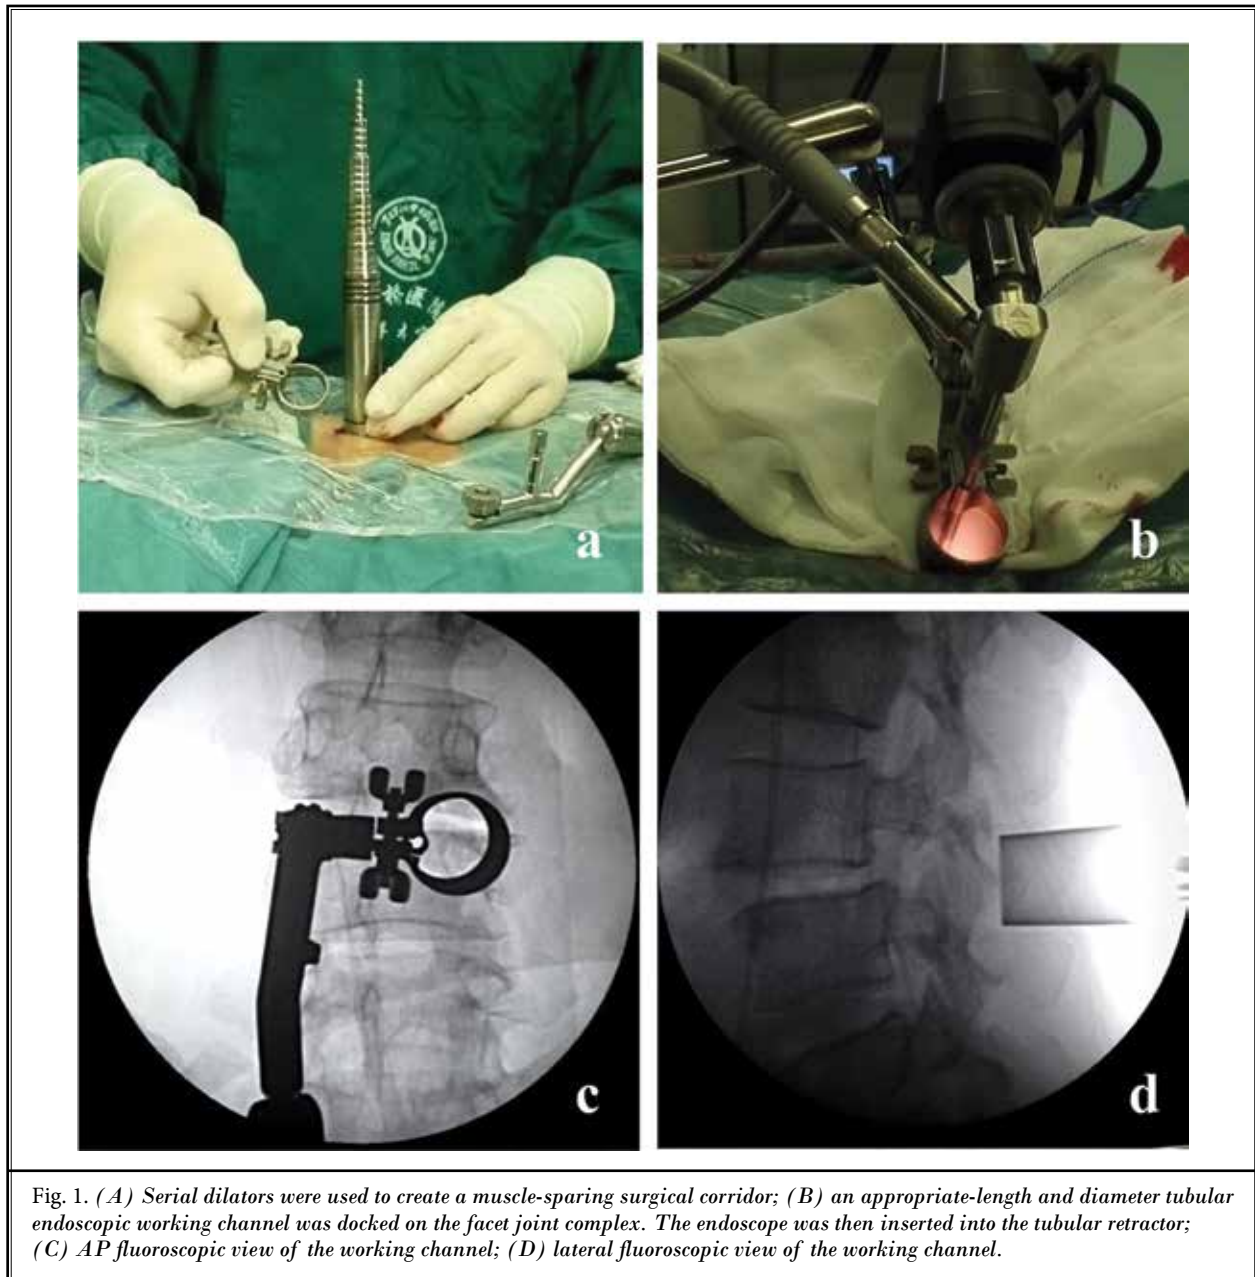 a
b
c
d
Fig. 1. (A) Serial dilators were used to create a muscle-sparing surgical corridor; (B) an appropriate-length and diameter tubular
endoscopic working channel was docked on the facet joint complex. The endoscope was then inserted into the tubular retractor;
(C) AP fluoroscopic view of the working channel; (D) lateral fluoroscopic view of the working channel.